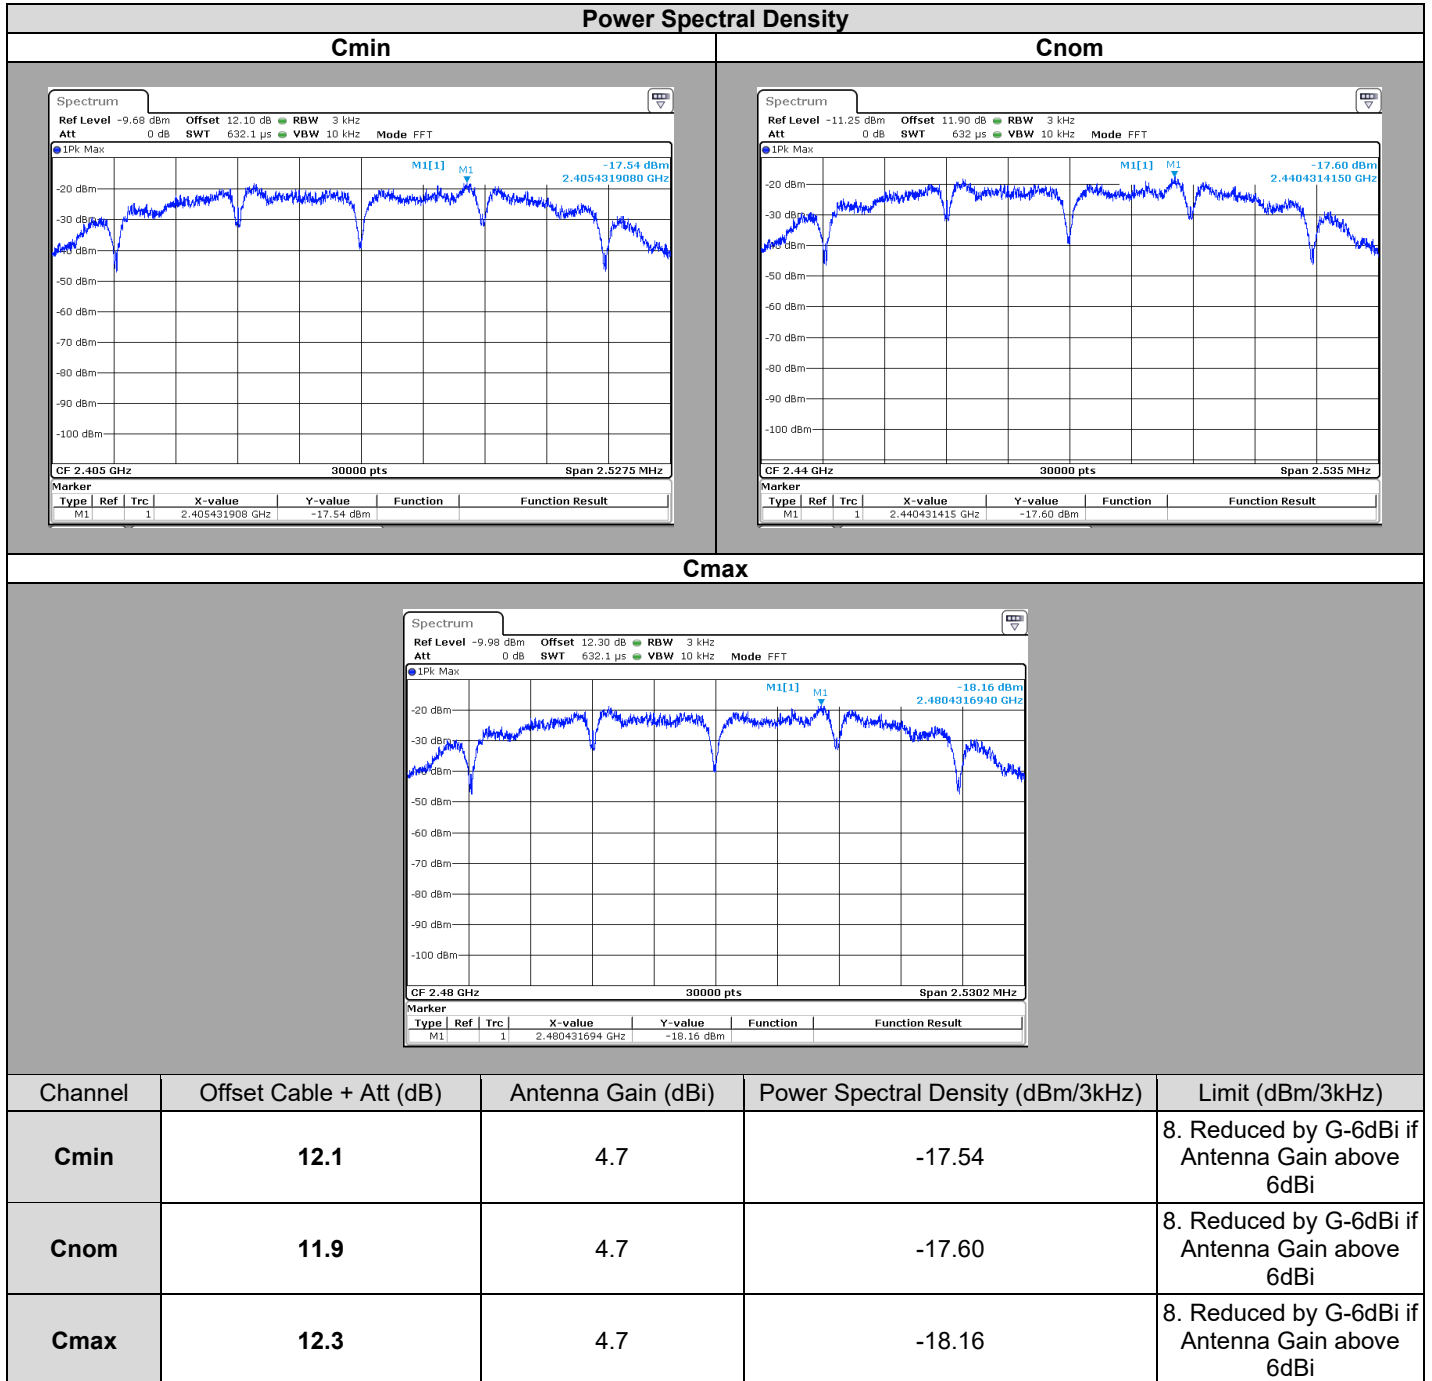 Power Spectral Density
Cmin
Cnom
Spectrum
Ref Level -9.68 dBm Offset 12.10 dB RBW 3 kHz
Att 0 dB SWT 632.1 µs VBW 10 kHz Mode FFT
1Pk Max
M1[1] -17.54 dBm
2.4054319080 GHz
M1
-20 dBm
-30 dBm
-40 dBm
-50 dBm
-60 dBm
-70 dBm
-80 dBm
-90 dBm
-100 dBm
CF 2.405 GHz 30000 pts Span 2.5275 MHz
Marker
Type Ref Trc X-value Y-value Function Function Result
M1 1 2.405431908 GHz -17.54 dBm
Spectrum
Ref Level -11.25 dBm Offset 11.90 dB RBW 3 kHz
Att 0 dB SWT 632 µs VBW 10 kHz Mode FFT
1Pk Max
M1[1] -17.60 dBm
2.4404314150 GHz
M1
-20 dBm
-30 dBm
-40 dBm
-50 dBm
-60 dBm
-70 dBm
-80 dBm
-90 dBm
-100 dBm
CF 2.44 GHz 30000 pts Span 2.535 MHz
Marker
Type Ref Trc X-value Y-value Function Function Result
M1 1 2.440431415 GHz -17.60 dBm
Cmax
Spectrum
Ref Level -9.98 dBm Offset 12.30 dB RBW 3 kHz
Att 0 dB SWT 632.1 µs VBW 10 kHz Mode FFT
1Pk Max
M1[1] -18.16 dBm
2.4804316940 GHz
M1
-20 dBm
-30 dBm
-40 dBm
-50 dBm
-60 dBm
-70 dBm
-80 dBm
-90 dBm
-100 dBm
CF 2.48 GHz 30000 pts Span 2.5302 MHz
Marker
Type Ref Trc X-value Y-value Function Function Result
M1 1 2.480431694 GHz -18.16 dBm
Channel Offset Cable + Att (dB) Antenna Gain (dBi) Power Spectral Density (dBm/3kHz) Limit (dBm/3kHz)
Cmin 12.1 4.7 -17.54 8. Reduced by G-6dBi if
Antenna Gain above
6dBi
Cnom 11.9 4.7 -17.60 8. Reduced by G-6dBi if
Antenna Gain above
6dBi
Cmax 12.3 4.7 -18.16 8. Reduced by G-6dBi if
Antenna Gain above
6dBi